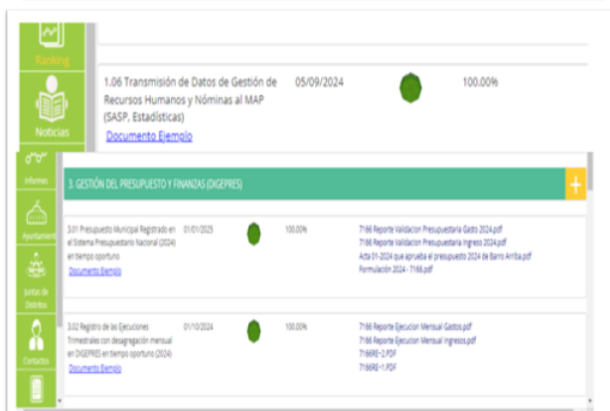 Ranking
Noticias
1.06 Transmisión de Datos de Gestión de
Recursos Humanos y Nóminas al MAP
(SASP, Estadísticas)
Documento Ejemplo
05/09/2024
100.00%
Informes
Ayuntamient
Juntas de
Distritos
Contactos
3. GESTIÓN DEL PRESUPUESTO Y FINANZAS (DIGEPRES)
+
3.01 Presupuesto Municipal Registrado en
el Sistema Presupuestario Nacional (2024)
en tiempo oportuno
Documento Ejemplo
01/01/2025
100.00%
7166 Reporte Validacion Presupuestaria Gasto 2024.pdf
7166 Reporte Validacion Presupuestaria Ingreso 2024.pdf
Acta 01-2024 que aprueba el presupuesto 2024 de Barro Arriba.pdf
Formulación 2024 - 7166.pdf
3.02 Registro de las Ejecuciones
Trimestrales con desagregación mensual
en DIGEPRES en tiempo oportuno (2024)
Documento Ejemplo
01/10/2024
100.00%
7166 Reporte Ejecucion Mensual Gastos.pdf
7166 Reporte Ejecucion Mensual Ingresos.pdf
7166RE-2.PDF
7166RE-1.PDF